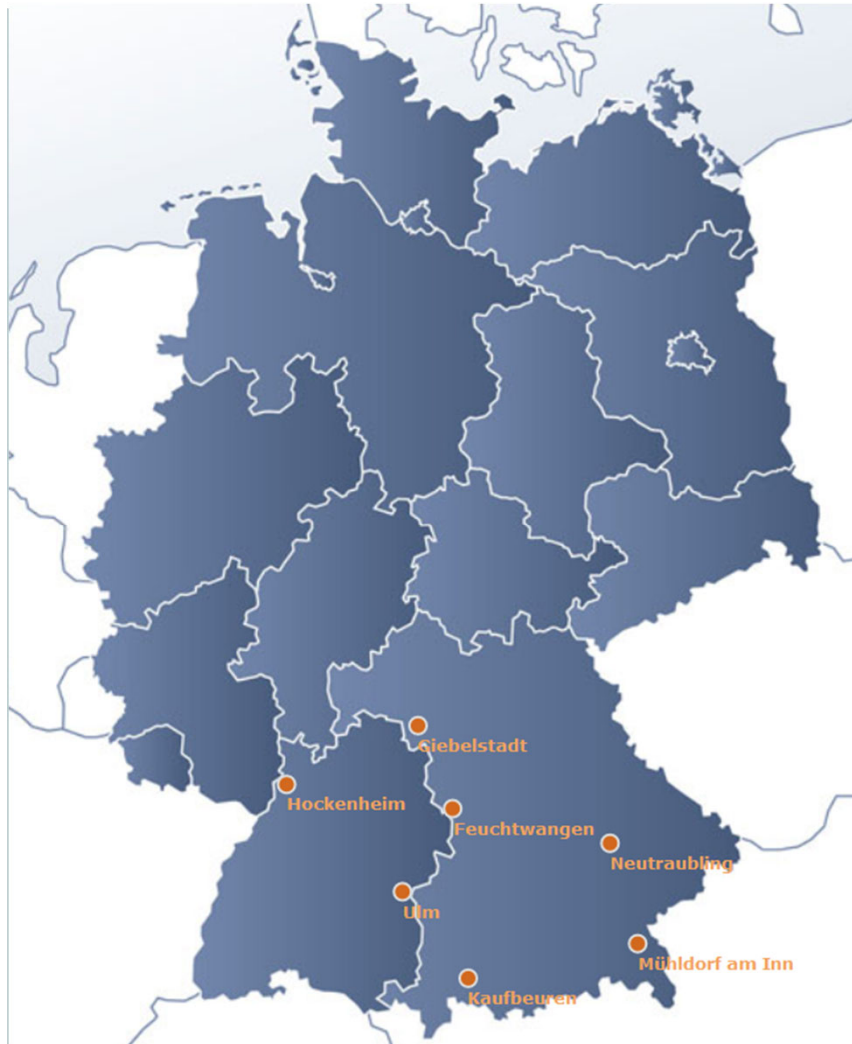 Giebelstadt
Hockenheim
Feuchtwangen
Neutraubling
Ulm
Mühldorf am Inn
Kaufbeuren